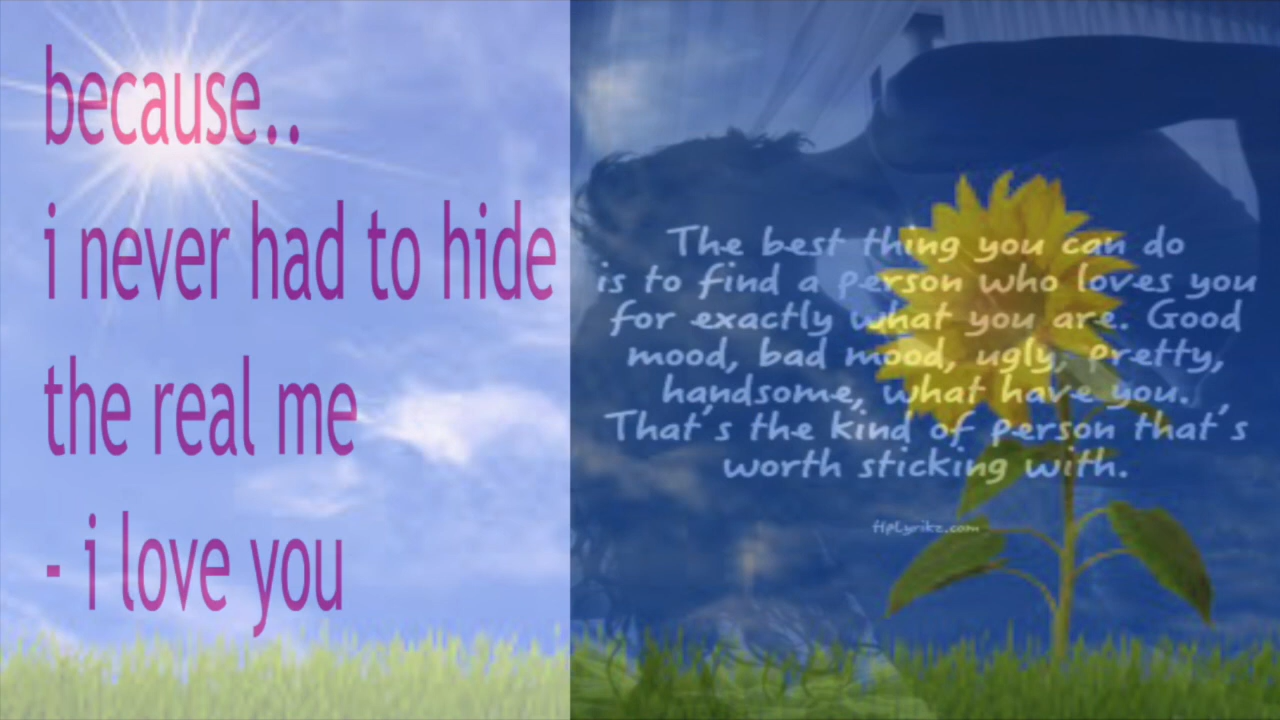 because..
i never had to hide
the real me
- i love you
The best thing you can do
is to find a person who loves you
for exactly what you are. Good
mood, bad mood, ugly, pretty,
handsome, what have you.
That's the kind of person that's
worth sticking with.
HpLyrikz.com